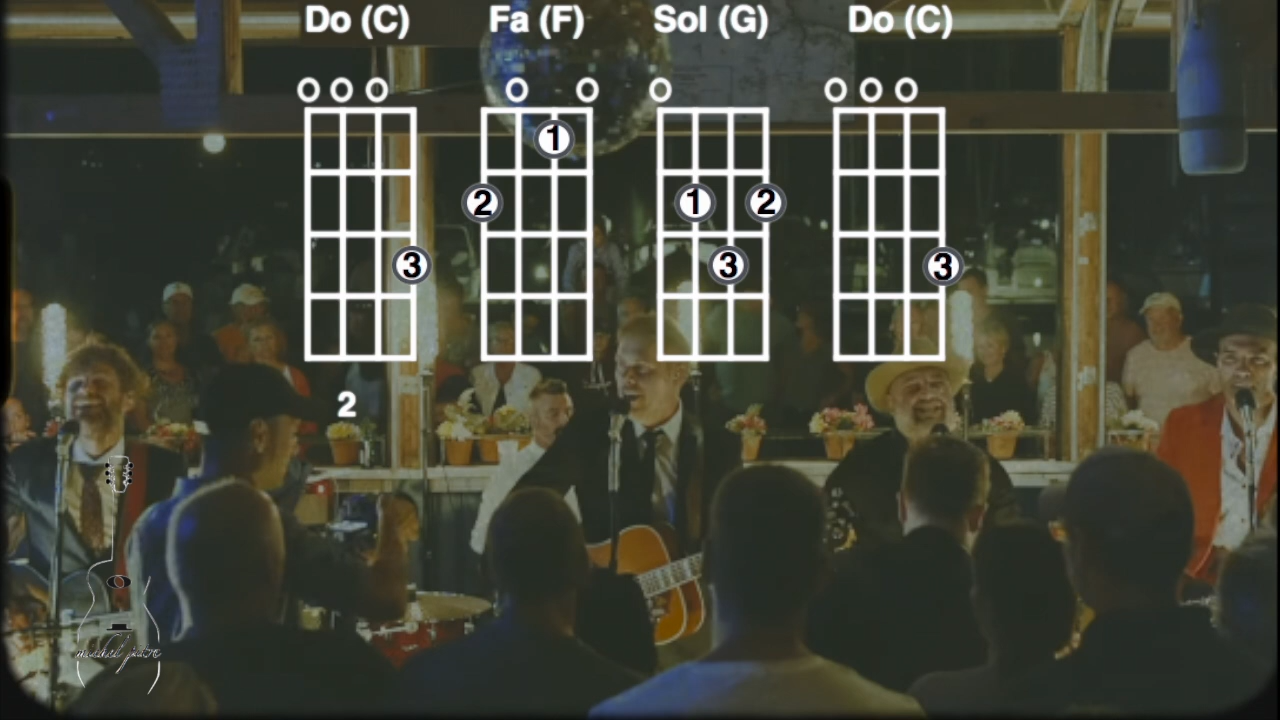 Do (C) Fa (F) Sol (G) Do (C)
O O O O O O O O O
1
2 1 2
3 3 3
2